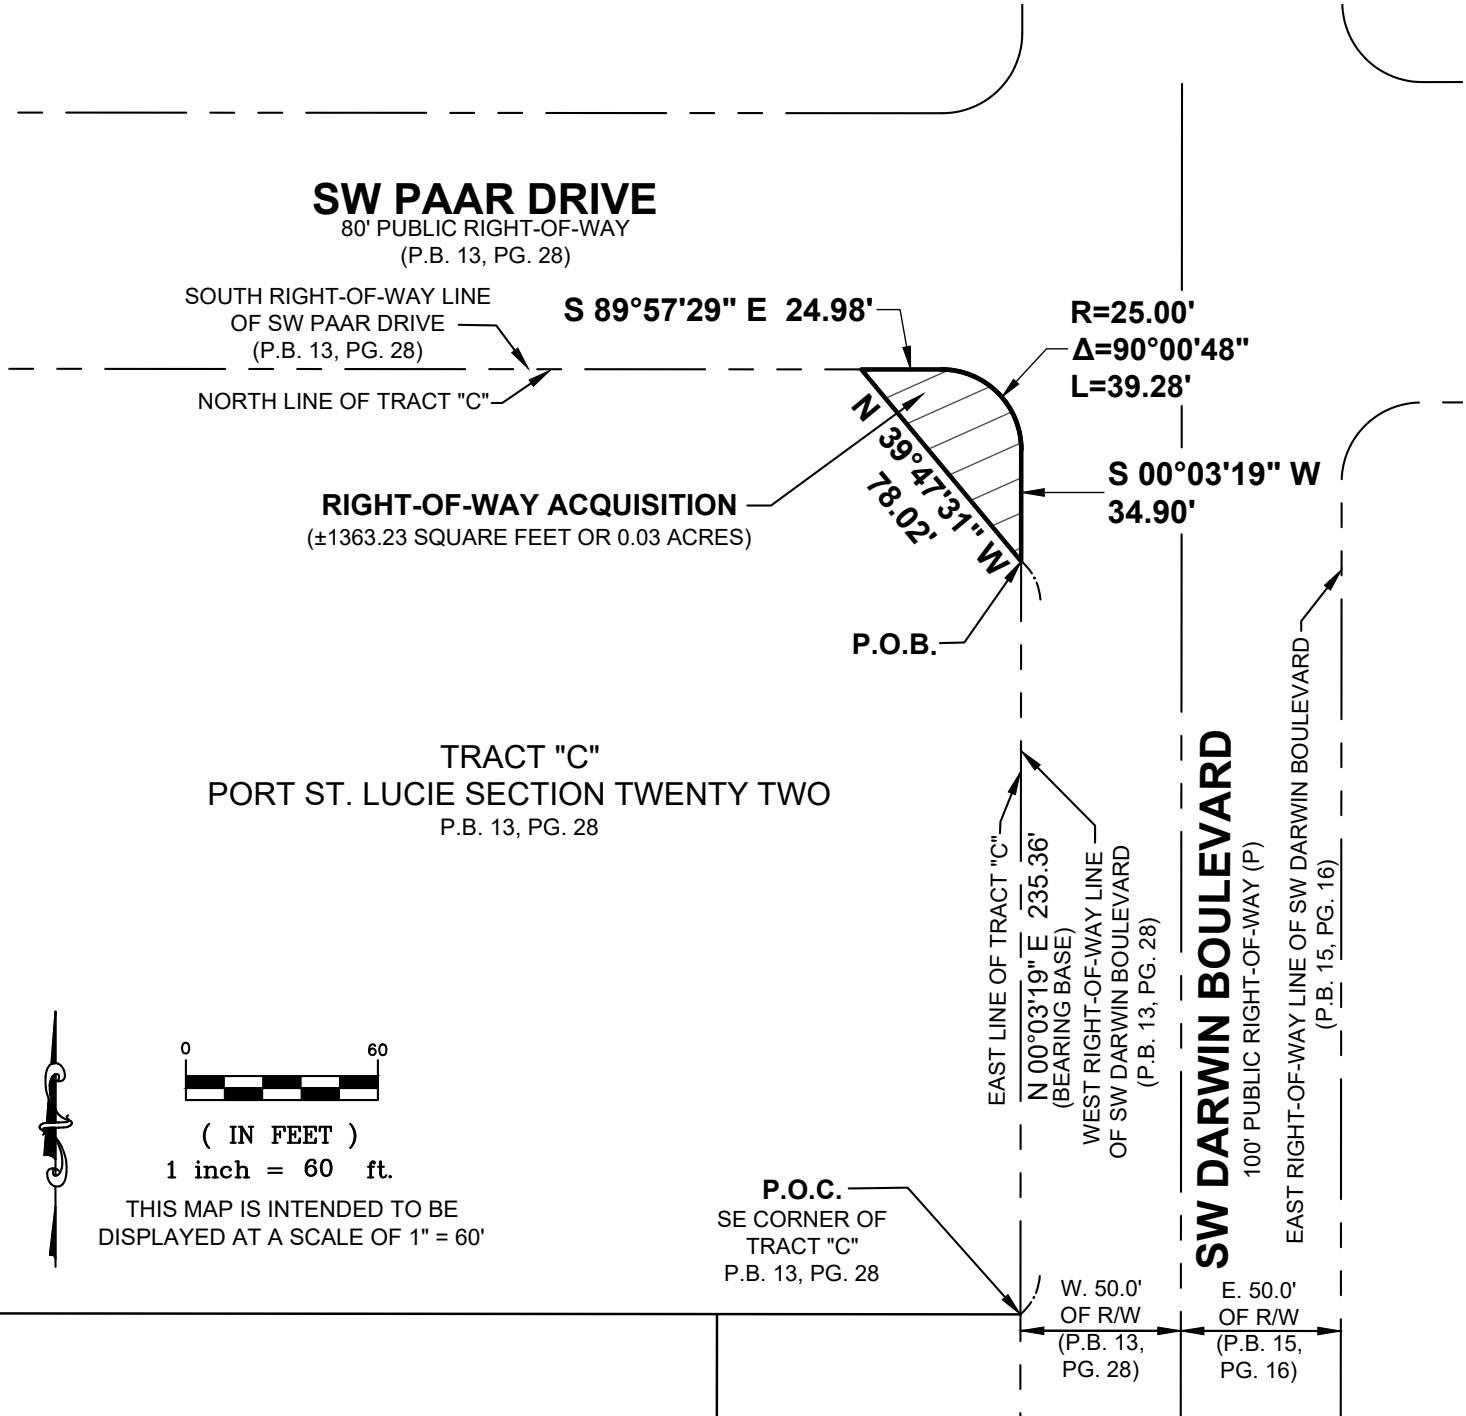 SW PAAR DRIVE
80' PUBLIC RIGHT-OF-WAY
(P.B. 13, PG. 28)
SOUTH RIGHT-OF-WAY LINE
OF SW PAAR DRIVE
(P.B. 13, PG. 28)
NORTH LINE OF TRACT "C"
S 89°57'29" E 24.98'
R=25.00'
Δ=90°00'48"
L=39.28'
N 39°47'31" W
78.02'
S 00°03'19" W
34.90'
RIGHT-OF-WAY ACQUISITION
(±1363.23 SQUARE FEET OR 0.03 ACRES)
P.O.B.
TRACT "C"
PORT ST. LUCIE SECTION TWENTY TWO
P.B. 13, PG. 28
EAST LINE OF TRACT "C"
N 00°03'19" E 235.36'
(BEARING BASE)
WEST RIGHT-OF-WAY LINE
OF SW DARWIN BOULEVARD
(P.B. 13, PG. 28)
SW DARWIN BOULEVARD
100' PUBLIC RIGHT-OF-WAY (P)
EAST RIGHT-OF-WAY LINE OF SW DARWIN BOULEVARD
(P.B. 15, PG. 16)
0 60
( IN FEET )
1 inch = 60 ft.
THIS MAP IS INTENDED TO BE
DISPLAYED AT A SCALE OF 1" = 60'
P.O.C.
SE CORNER OF
TRACT "C"
P.B. 13, PG. 28
W. 50.0'
OF R/W
(P.B. 13,
PG. 28)
E. 50.0'
OF R/W
(P.B. 15,
PG. 16)